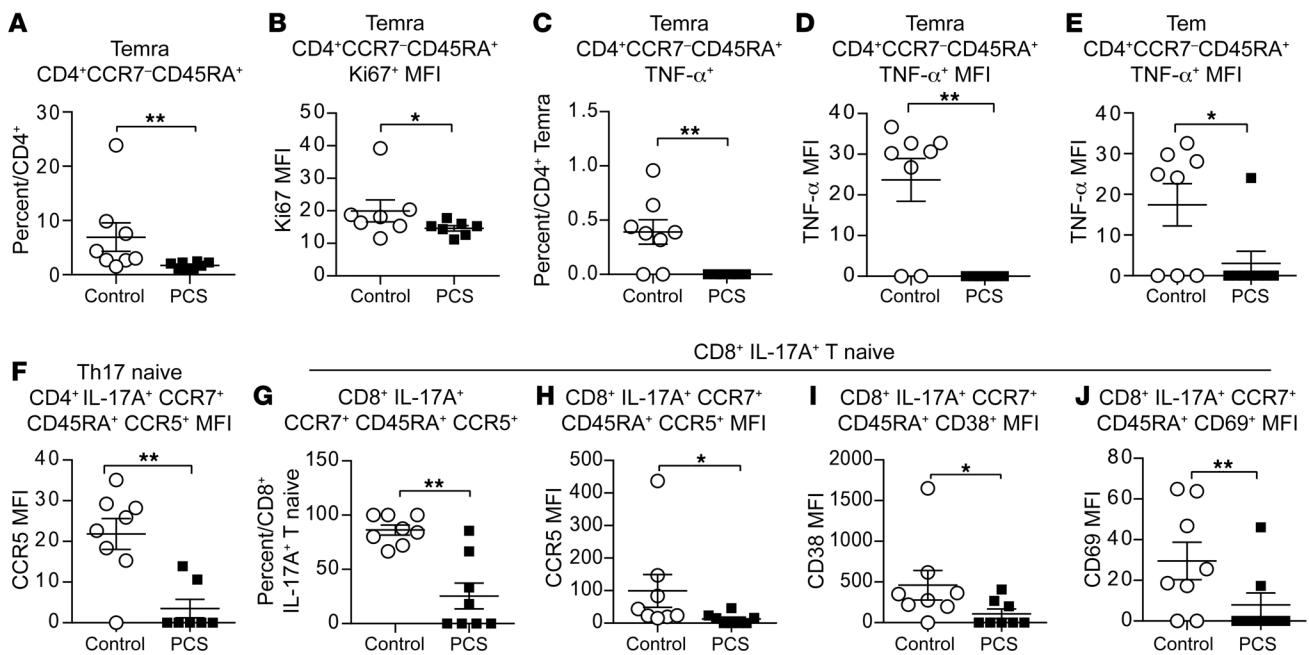 A
Temra
CD4⁺CCR7⁻CD45RA⁺
Percent/CD4⁺
30
20
10
0
**
Control
PCS
B
Temra
CD4⁺CCR7⁻CD45RA⁺
Ki67⁺ MFI
Ki67 MFI
50
40
30
20
10
0
*
Control
PCS
C
Temra
CD4⁺CCR7⁻CD45RA⁺
TNF-α⁺
Percent/CD4⁺ Temra
1.5
1.0
0.5
0.0
**
Control
PCS
D
Temra
CD4⁺CCR7⁻CD45RA⁺
TNF-α⁺ MFI
TNF-α MFI
40
30
20
10
0
**
Control
PCS
E
Tem
CD4⁺CCR7⁻CD45RA⁺
TNF-α⁺ MFI
TNF-α MFI
40
30
20
10
0
*
Control
PCS
F
Th17 naive
CD4⁺ IL-17A⁺ CCR7⁺
CD45RA⁺ CCR5⁺ MFI
CCR5 MFI
40
30
20
10
0
**
Control
PCS
CD8⁺ IL-17A⁺ T naive
G
CD8⁺ IL-17A⁺
CCR7⁺ CD45RA⁺ CCR5⁺
Percent/CD8⁺
IL-17A⁺ T naive
150
100
50
0
**
Control
PCS
H
CD8⁺ IL-17A⁺ CCR7⁺
CD45RA⁺ CCR5⁺ MFI
CCR5 MFI
500
400
300
200
100
0
*
Control
PCS
I
CD8⁺ IL-17A⁺ CCR7⁺
CD45RA⁺ CD38⁺ MFI
CD38 MFI
2000
1500
1000
500
0
*
Control
PCS
J
CD8⁺ IL-17A⁺ CCR7⁺
CD45RA⁺ CD69⁺ MFI
CD69 MFI
80
60
40
20
0
**
Control
PCS